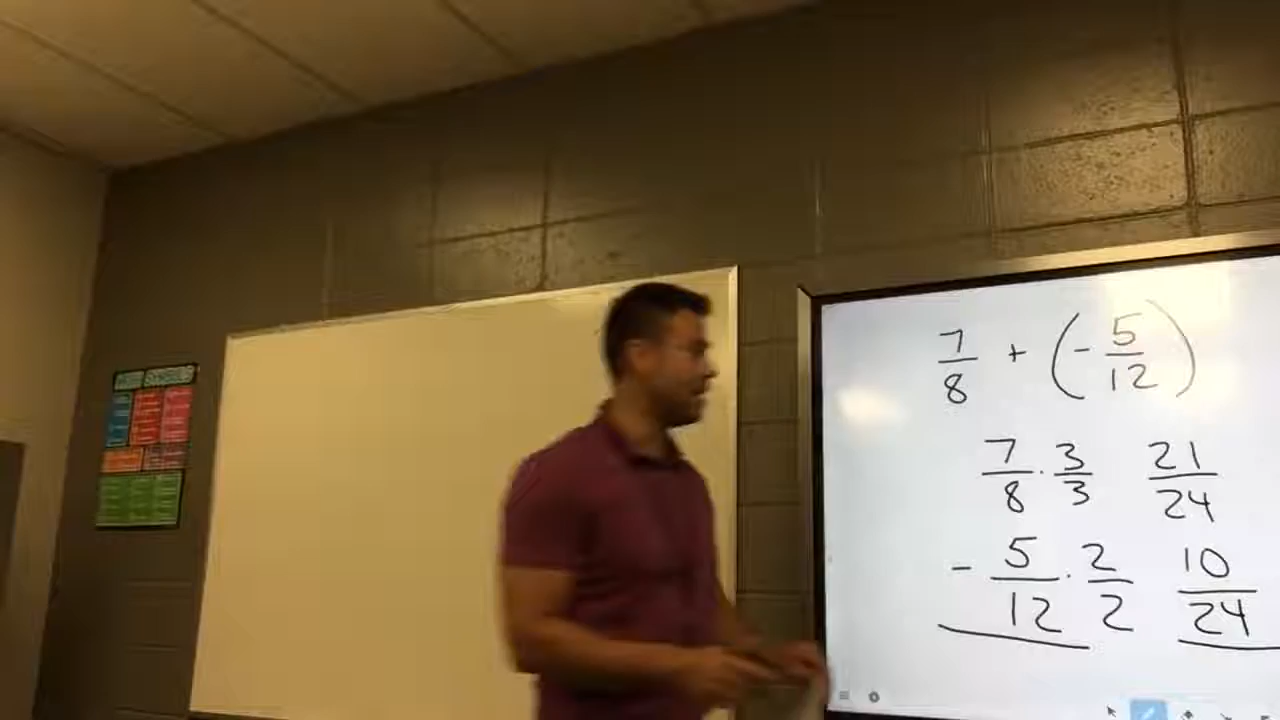 7/8 + (- 5/12)
7/8 · 3/3 21/24
- 5/12 · 2/2 10/24